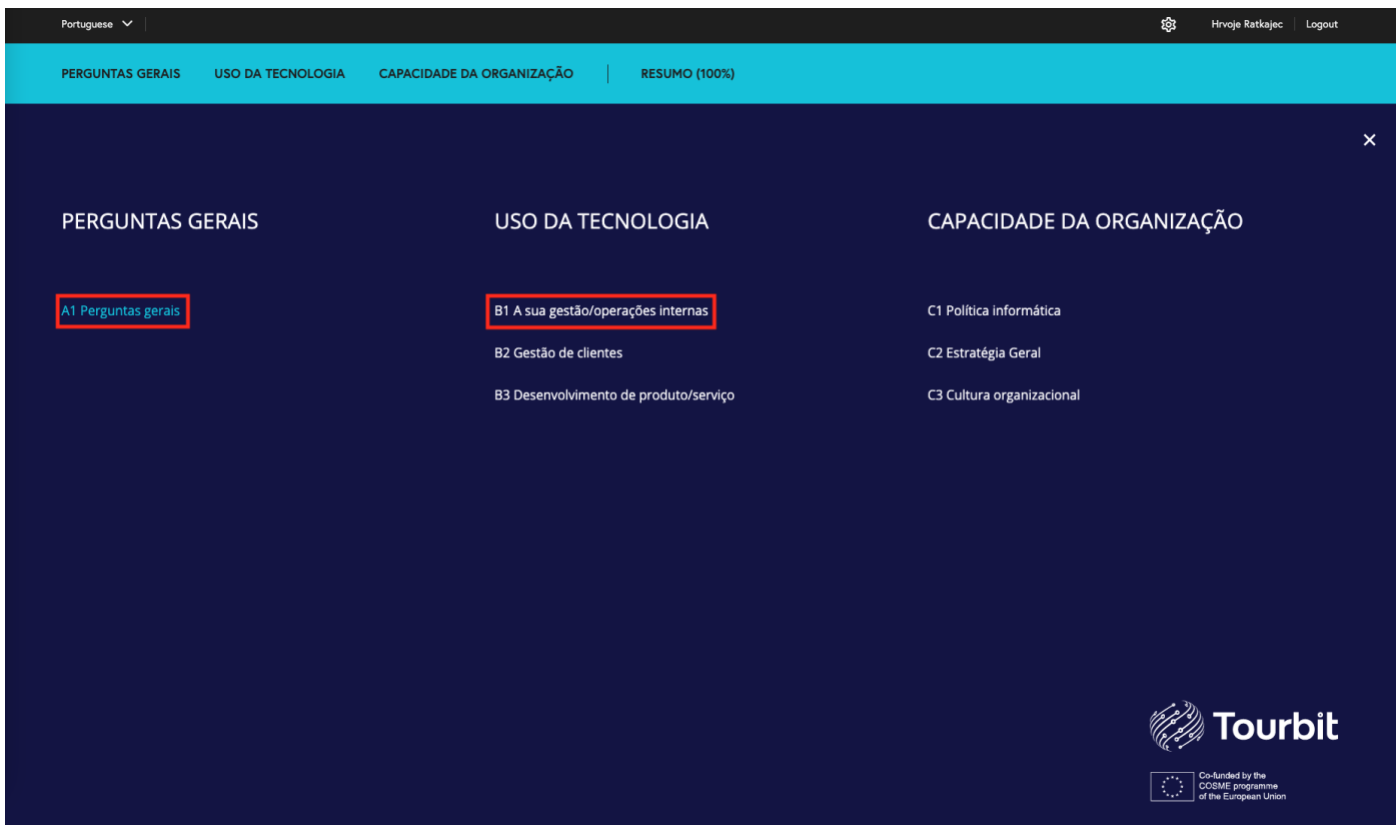 Portuguese
Hrvoje Ratkajec
Logout
PERGUNTAS GERAIS
USO DA TECNOLOGIA
CAPACIDADE DA ORGANIZAÇÃO
RESUMO (100%)
PERGUNTAS GERAIS
A1 Perguntas gerais
USO DA TECNOLOGIA
B1 A sua gestão/operações internas
B2 Gestão de clientes
B3 Desenvolvimento de produto/serviço
CAPACIDADE DA ORGANIZAÇÃO
C1 Política informática
C2 Estratégia Geral
C3 Cultura organizacional
Tourbit
Co-funded by the
COSME programme
of the European Union